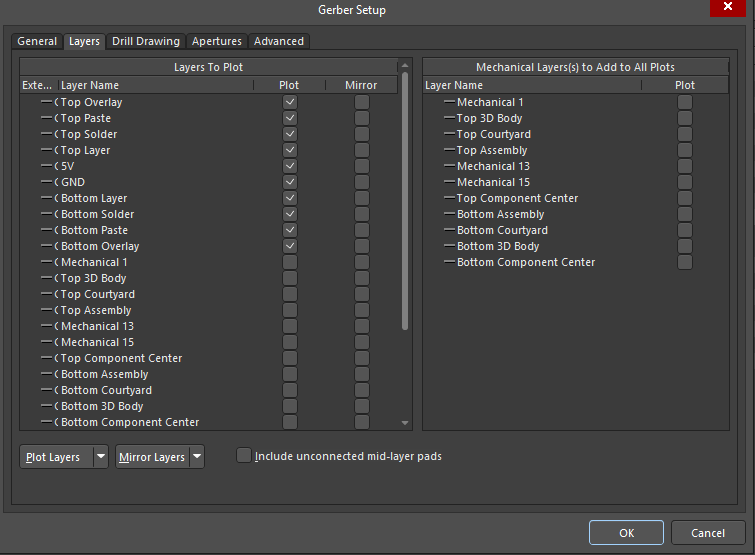 Gerber Setup
General Layers Drill Drawing Apertures Advanced
Layers To Plot
Exte... Layer Name Plot Mirror
Top Overlay
Top Paste
Top Solder
Top Layer
5V
GND
Bottom Layer
Bottom Solder
Bottom Paste
Bottom Overlay
Mechanical 1
Top 3D Body
Top Courtyard
Top Assembly
Mechanical 13
Mechanical 15
Top Component Center
Bottom Assembly
Bottom Courtyard
Bottom 3D Body
Bottom Component Center
Mechanical Layers(s) to Add to All Plots
Layer Name Plot
Mechanical 1
Top 3D Body
Top Courtyard
Top Assembly
Mechanical 13
Mechanical 15
Top Component Center
Bottom Assembly
Bottom Courtyard
Bottom 3D Body
Bottom Component Center
Plot Layers Mirror Layers Include unconnected mid-layer pads
OK Cancel